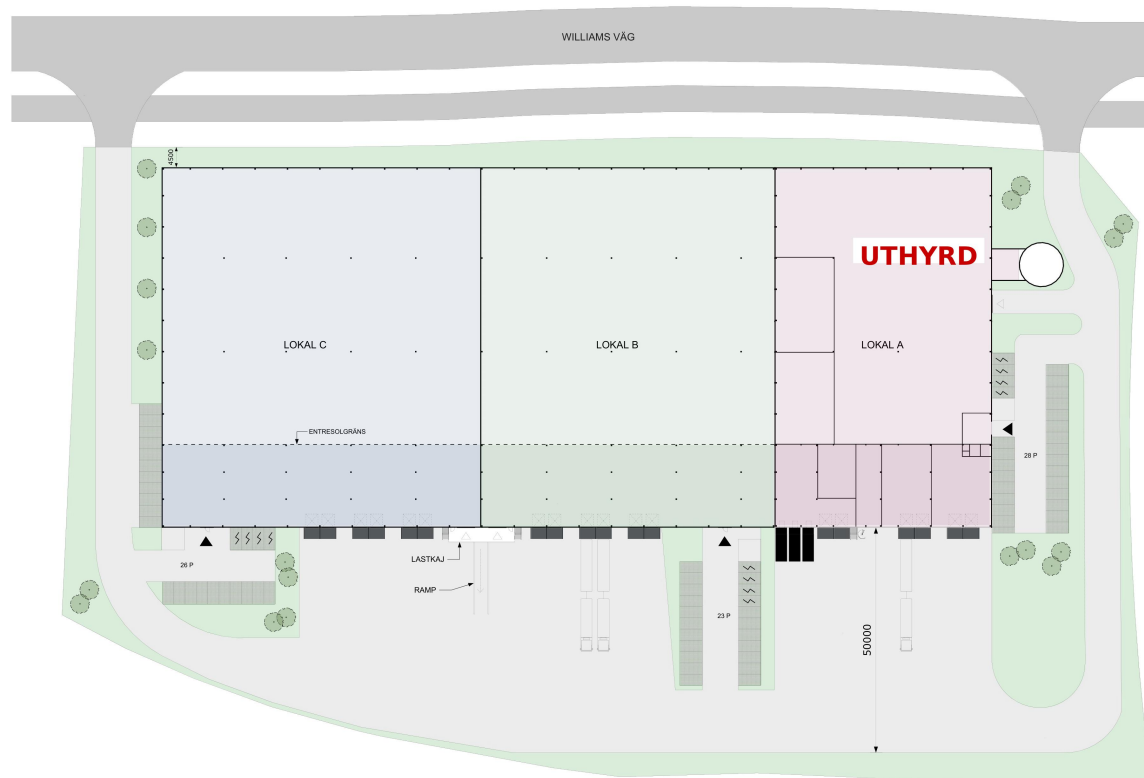 WILLIAMS VÄG
4500
UTHYRD
LOKAL C
LOKAL B
LOKAL A
ENTRESOLGRÄNS
28 P
LASTKAJ
26 P
RAMP
23 P
50000